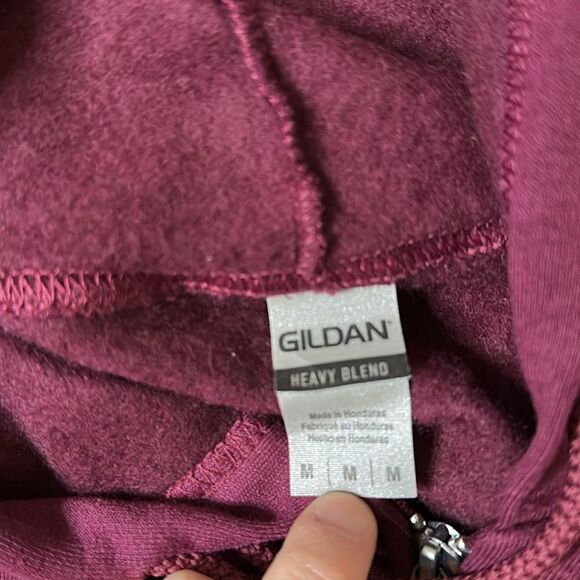 GILDAN
HEAVY BLEND
Made in Honduras
Fabriqué au Honduras
Hecho en Honduras
M | M | M